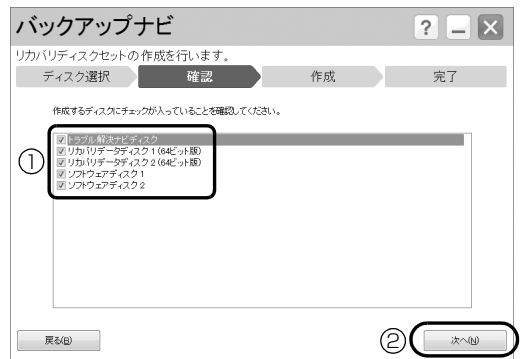 バックアップナビ
? – ×
リカバリディスクセットの作成を行います。
ディスク選択 確認 作成 完了
作成するディスクにチェックが入っていることを確認してください。
①
トラブル解決ナビディスク
リカバリデータディスク1(64ビット版)
リカバリデータディスク2(64ビット版)
ソフトウェアディスク1
ソフトウェアディスク2
戻る(B) ② 次へ(N)